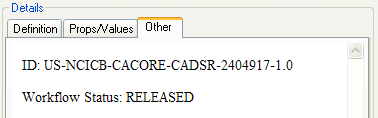 Details
Definition Props/Values Other
ID: US-NCICB-CACORE-CADSR-2404917-1.0
Workflow Status: RELEASED